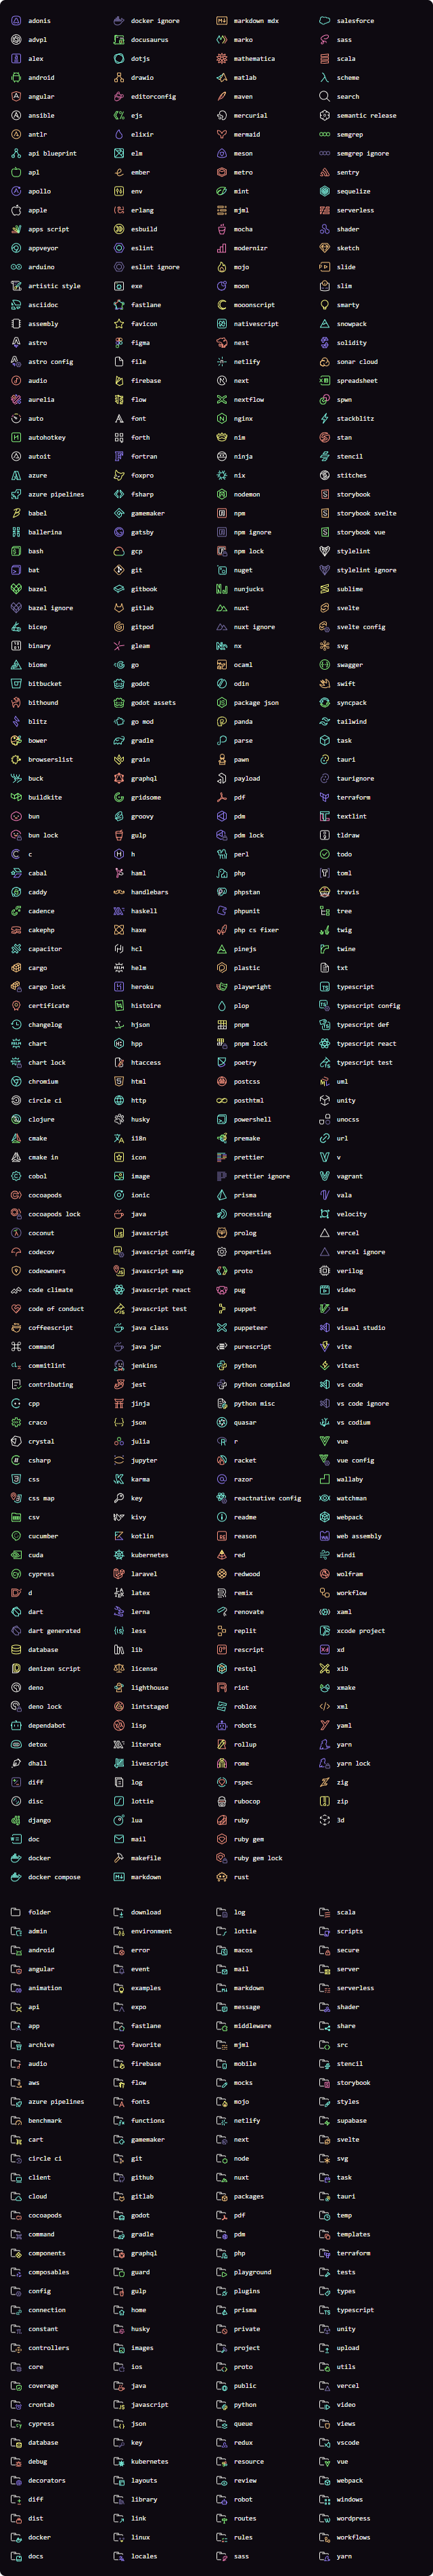 adonis
advpl
alex
android
angular
ansible
antlr
api blueprint
apl
apollo
apple
apps script
appveyor
arduino
artistic style
asciidoc
assembly
astro
astro config
audio
aurelia
auto
autohotkey
autoit
azure
azure pipelines
babel
ballerina
bash
bat
bazel
bazel ignore
bicep
binary
biome
bitbucket
bithound
blitz
bower
browserslist
buck
buildkite
bun
bun lock
c
cabal
caddy
cadence
cakephp
capacitor
cargo
cargo lock
certificate
changelog
chart
chart lock
chromium
circle ci
clojure
cmake
cmake in
cobol
cocoapods
cocoapods lock
coconut
codecov
codeowners
code climate
code of conduct
coffeescript
command
commitlint
contributing
cpp
craco
crystal
csharp
css
css map
csv
cucumber
cuda
cypress
d
dart
dart generated
database
denizen script
deno
deno lock
dependabot
detox
dhall
diff
disc
django
doc
docker
docker compose
docker ignore
docusaurus
dotjs
drawio
editorconfig
ejs
elixir
elm
ember
env
erlang
esbuild
eslint
eslint ignore
exe
fastlane
favicon
figma
file
firebase
flow
font
forth
fortran
foxpro
fsharp
gamemaker
gatsby
gcp
git
gitbook
gitlab
gitpod
gleam
go
godot
godot assets
go mod
gradle
grain
graphql
gridsome
groovy
gulp
h
haml
handlebars
haskell
haxe
hcl
helm
heroku
histoire
hjson
hpp
htaccess
html
http
husky
i18n
icon
image
ionic
java
javascript
javascript config
javascript map
javascript react
javascript test
java class
java jar
jenkins
jest
jinja
json
julia
jupyter
karma
key
kivy
kotlin
kubernetes
laravel
latex
lerna
less
lib
license
lighthouse
lintstaged
lisp
literate
livescript
log
lottie
lua
mail
makefile
markdown
markdown mdx
marko
mathematica
matlab
maven
mercurial
mermaid
meson
metro
mint
mjml
mocha
modernizr
mojo
moon
mooonscript
nativescript
nest
netlify
next
nextflow
nginx
nim
ninja
nix
nodemon
npm
npm ignore
npm lock
nuget
nunjucks
nuxt
nuxt ignore
nx
ocaml
odin
package json
panda
parse
pawn
payload
pdf
pdm
pdm lock
perl
php
phpstan
phpunit
php cs fixer
pinejs
plastic
playwright
plop
pnpm
pnpm lock
poetry
postcss
posthtml
powershell
premake
prettier
prettier ignore
prisma
processing
prolog
properties
proto
pug
puppet
puppeteer
purescript
python
python compiled
python misc
quasar
r
racket
razor
reactnative config
readme
reason
red
redwood
remix
renovate
replit
rescript
restql
riot
roblox
robots
rollup
rome
rspec
rubocop
ruby
ruby gem
ruby gem lock
rust
salesforce
sass
scala
scheme
search
semantic release
semgrep
semgrep ignore
sentry
sequelize
serverless
shader
sketch
slide
slim
smarty
snowpack
solidity
sonar cloud
spreadsheet
spwn
stackblitz
stan
stencil
stitches
storybook
storybook svelte
storybook vue
stylelint
stylelint ignore
sublime
svelte
svelte config
svg
swagger
swift
syncpack
tailwind
task
tauri
taurignore
terraform
textlint
tldraw
todo
toml
travis
tree
twig
twine
txt
typescript
typescript config
typescript def
typescript react
typescript test
uml
unity
unocss
url
v
vagrant
vala
velocity
vercel
vercel ignore
verilog
video
vim
visual studio
vite
vitest
vs code
vs code ignore
vs codium
vue
vue config
wallaby
watchman
webpack
web assembly
windi
wolfram
workflow
xaml
xcode project
xd
xib
xmake
xml
yaml
yarn
yarn lock
zig
zip
3d
folder
admin
android
angular
animation
api
app
archive
audio
aws
azure pipelines
benchmark
cart
circle ci
client
cloud
cocoapods
command
components
composables
config
connection
constant
controllers
core
coverage
crontab
cypress
database
debug
decorators
diff
dist
docker
docs
download
environment
error
event
examples
expo
fastlane
favorite
firebase
flow
fonts
functions
gamemaker
git
github
gitlab
godot
gradle
graphql
guard
gulp
home
husky
images
ios
java
javascript
json
key
kubernetes
layouts
library
link
linux
locales
log
lottie
macos
mail
markdown
message
middleware
mjml
mobile
mocks
mojo
netlify
next
node
nuxt
packages
pdf
pdm
php
playground
plugins
prisma
private
project
proto
public
python
queue
redux
resource
review
robot
routes
rules
sass
scala
scripts
secure
server
serverless
shader
share
src
stencil
storybook
styles
supabase
svelte
svg
task
tauri
temp
templates
terraform
tests
types
typescript
unity
upload
utils
vercel
video
views
vscode
vue
webpack
windows
wordpress
workflows
yarn